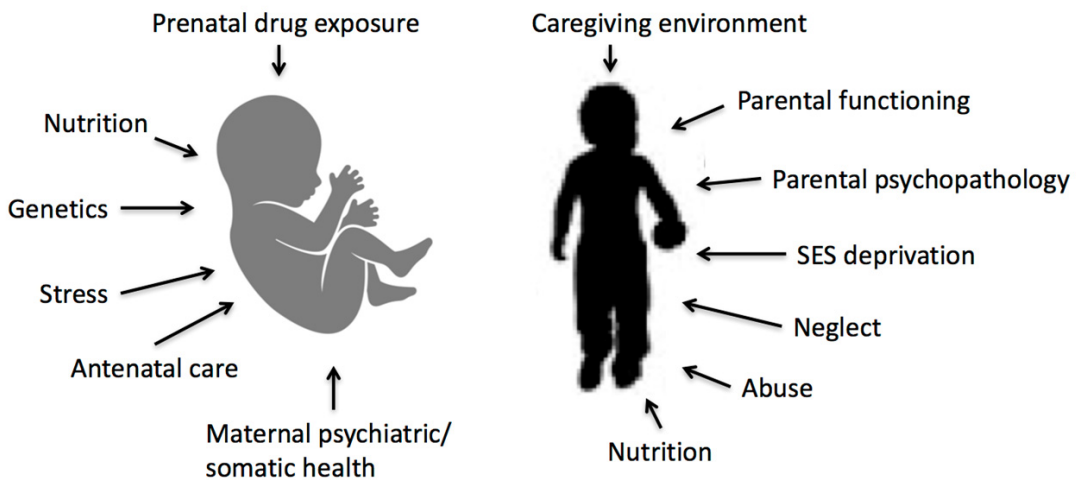 Prenatal drug exposure
Nutrition
Genetics
Stress
Antenatal care
Maternal psychiatric/
somatic health
Caregiving environment
Parental functioning
Parental psychopathology
SES deprivation
Neglect
Abuse
Nutrition